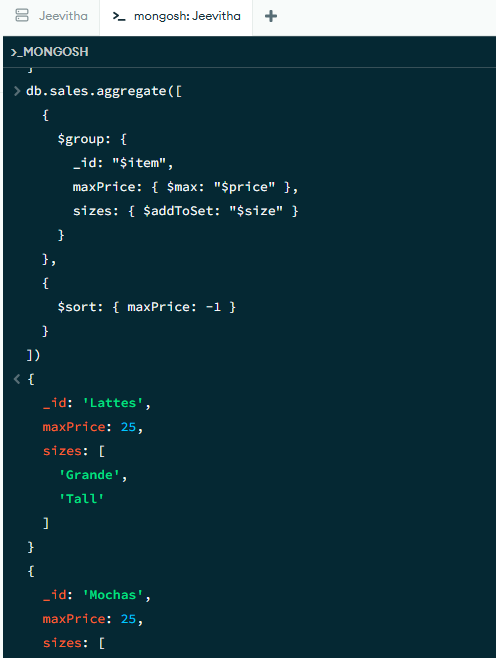 Jeevitha
>_ mongosh: Jeevitha +
>_MONGOSH
}
> db.sales.aggregate([
  {
    $group: {
      _id: "$item",
      maxPrice: { $max: "$price" },
      sizes: { $addToSet: "$size" }
    }
  },
  {
    $sort: { maxPrice: -1 }
  }
])
< {
  _id: 'Lattes',
  maxPrice: 25,
  sizes: [
    'Grande',
    'Tall'
  ]
}
{
  _id: 'Mochas',
  maxPrice: 25,
  sizes: [